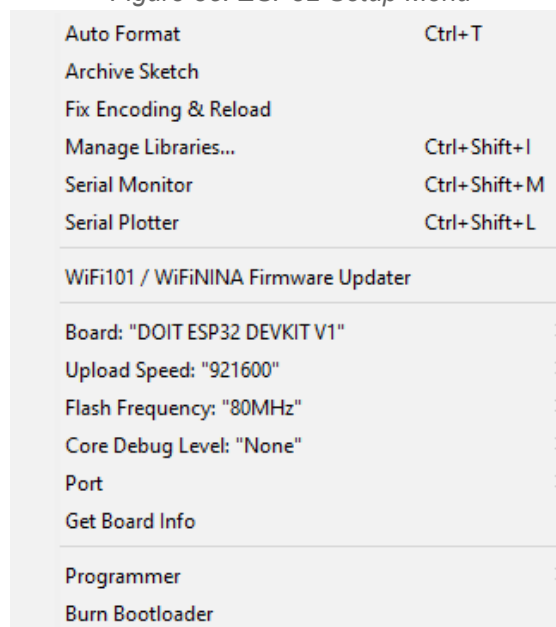 Auto Format Ctrl+T
Archive Sketch
Fix Encoding & Reload
Manage Libraries... Ctrl+Shift+I
Serial Monitor Ctrl+Shift+M
Serial Plotter Ctrl+Shift+L
WiFi101 / WiFiNINA Firmware Updater
Board: "DOIT ESP32 DEVKIT V1"
Upload Speed: "921600"
Flash Frequency: "80MHz"
Core Debug Level: "None"
Port
Get Board Info
Programmer
Burn Bootloader